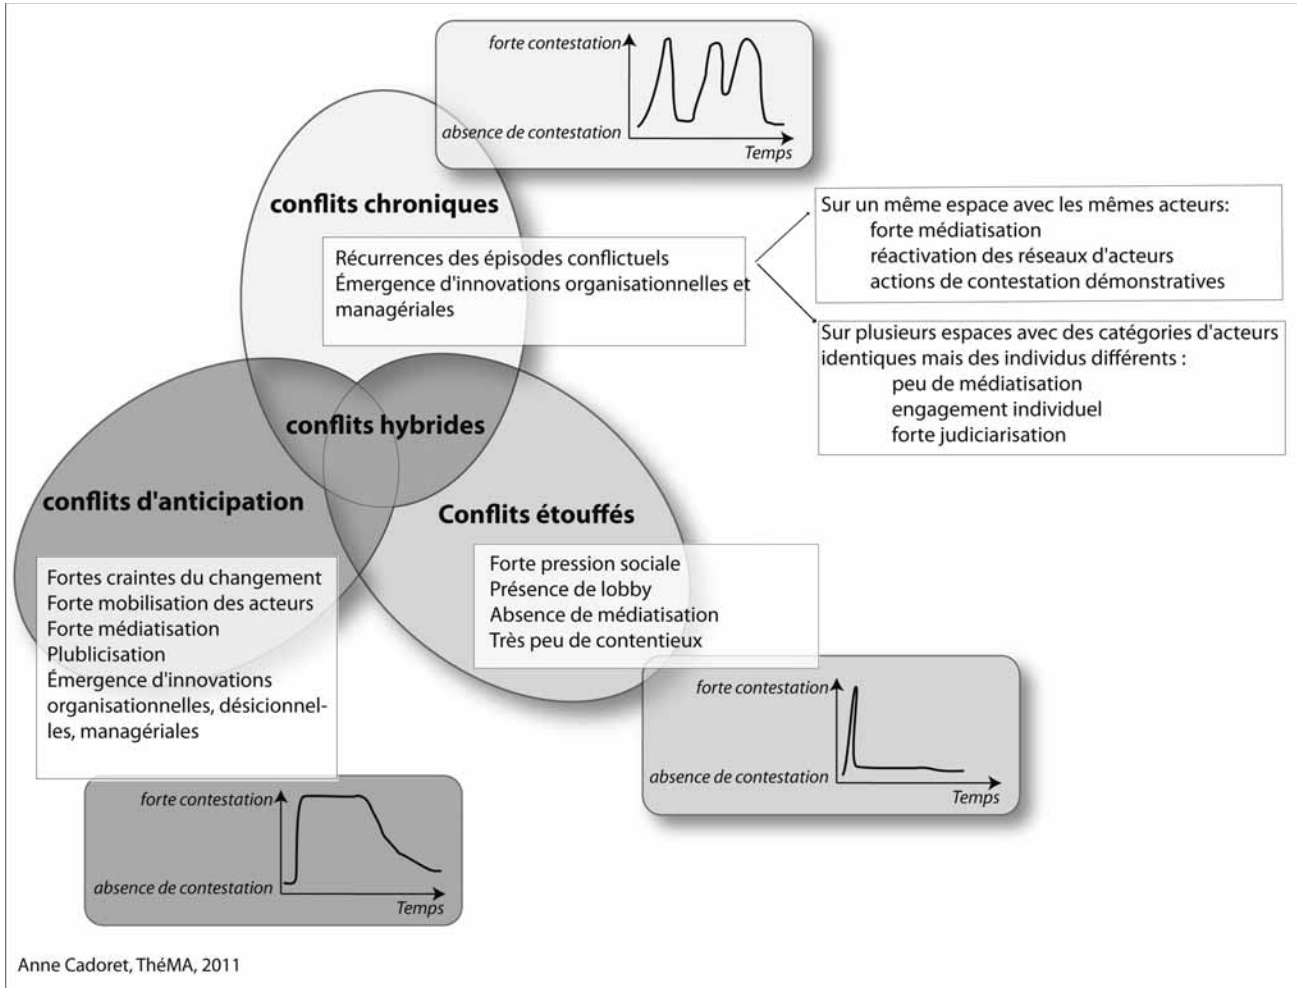 forte contestation
absence de contestation
Temps
conflits chroniques
Récurrences des épisodes conflictuels
Émergence d'innovations organisationnelles et
managériales
Sur un même espace avec les mêmes acteurs:
forte médiatisation
réactivation des réseaux d'acteurs
actions de contestation démonstratives
Sur plusieurs espaces avec des catégories d'acteurs
identiques mais des individus différents :
peu de médiatisation
engagement individuel
forte judiciarisation
conflits hybrides
conflits d'anticipation
Fortes craintes du changement
Forte mobilisation des acteurs
Forte médiatisation
Plublicisation
Émergence d'innovations
organisationnelles, désicionnel-
les, managériales
Conflits étouffés
Forte pression sociale
Présence de lobby
Absence de médiatisation
Très peu de contentieux
forte contestation
absence de contestation
Temps
forte contestation
absence de contestation
Temps
Anne Cadoret, ThéMA, 2011